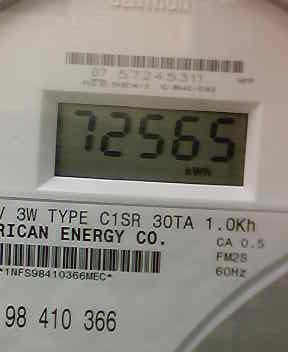 07 57245311
72565
kWh
V 3W TYPE C1SR 30TA 1.0Kh
RICAN ENERGY CO.
CA 0.5
FM2S
60Hz
*1NFS98410366MEC*
98 410 366